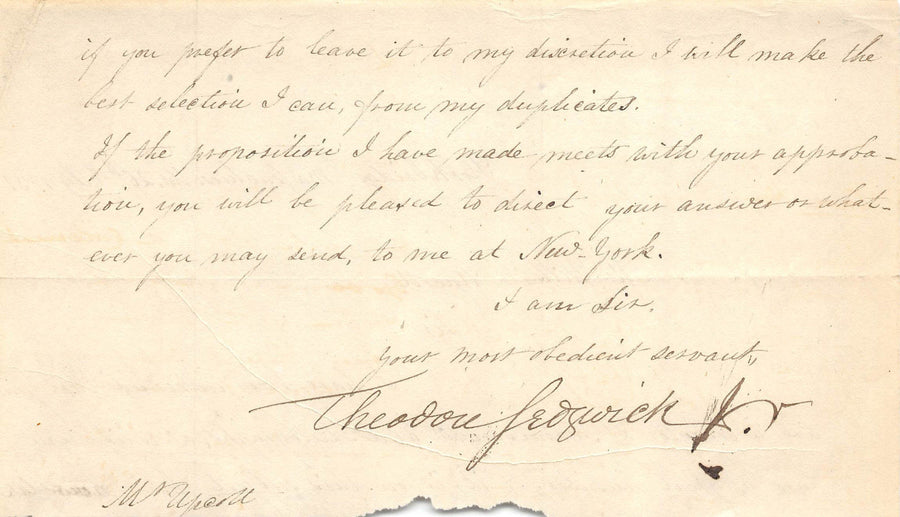 if you prefer to leave it to my discretion I will make the
best selection I can, from my duplicates.
If the proposition I have made meets with your approba-
tion, you will be pleased to direct your answer or what-
ever you may send, to me at New-York.
I am Sir,
your most obedient servant,
Theodore Sedgwick Jr.
Mr Upcott